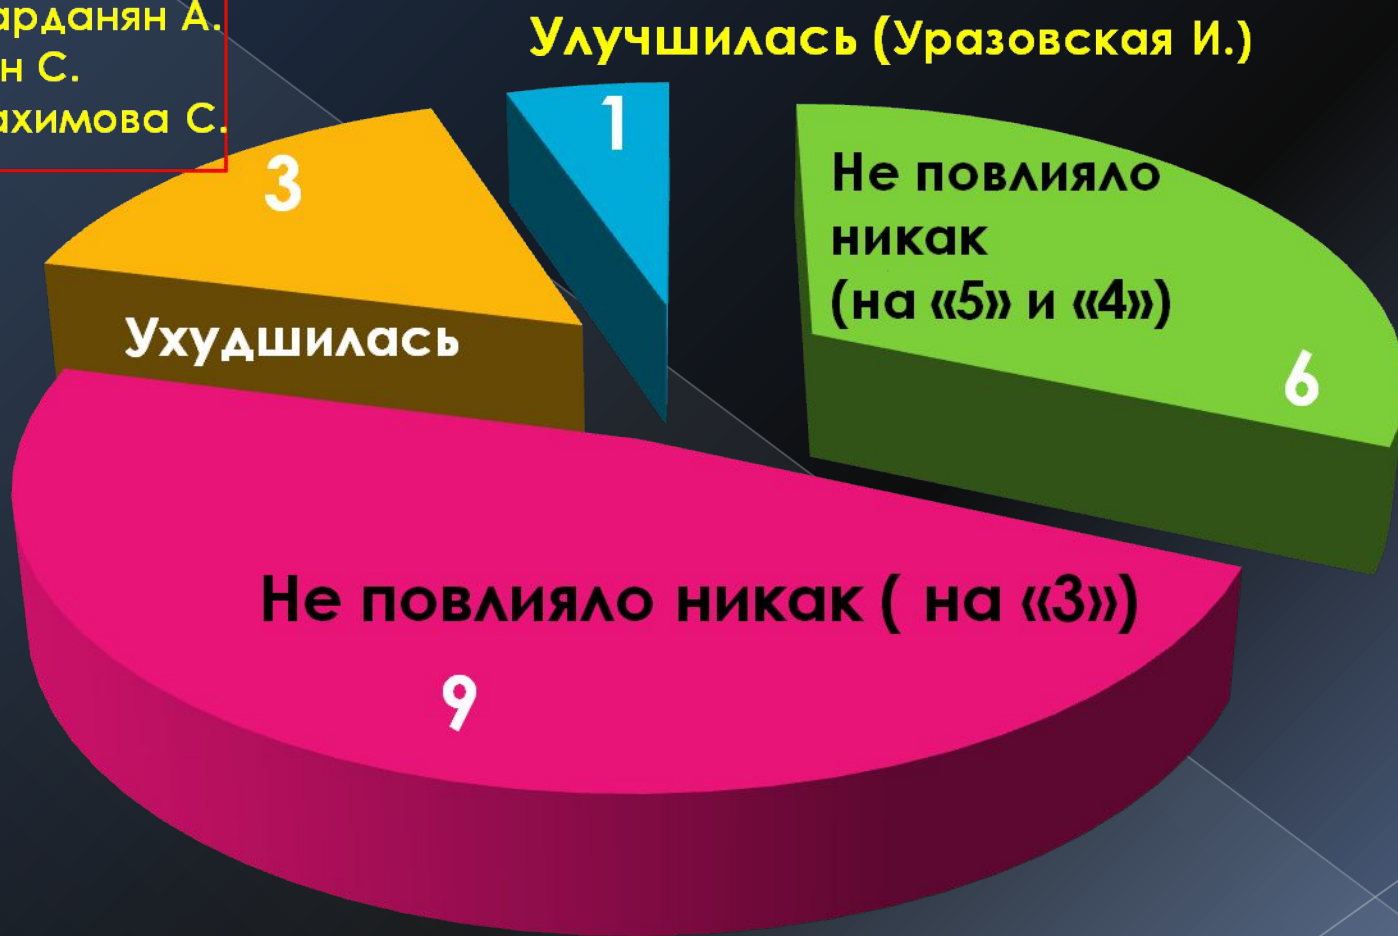 А.
С.
С.
Улучшилась (Уразовская И.)
3
1
Не повлияло
никак
(на «5» и «4»)
6
Ухудшилась
Не повлияло никак ( на «3»)
9